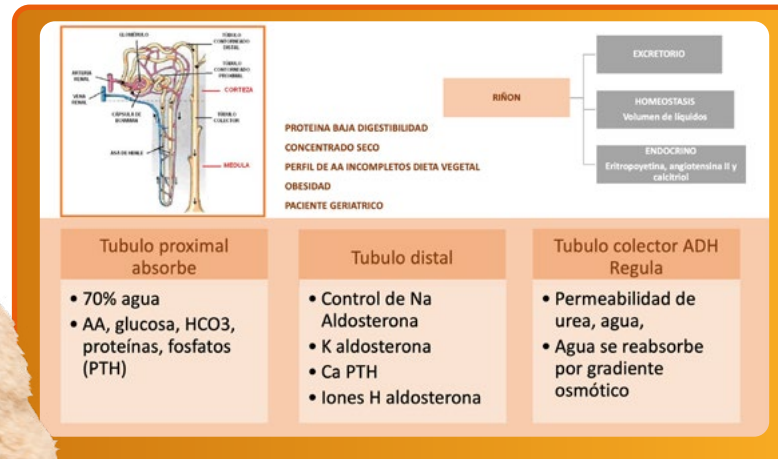 GLOMÉRULO
TÚBULO
CONTORNEADO
DISTAL
ARTERIA
RENAL
TÚBULO
CONTORNEADO
PROXIMAL
VENA
RENAL
CORTEZA
CÁPSULA DE
BOWMAN
TÚBULO
COLECTOR
ASA DE HENLE
MÉDULA
PROTEINA BAJA DIGESTIBILIDAD
CONCENTRADO SECO
PERFIL DE AA INCOMPLETOS DIETA VEGETAL
OBESIDAD
PACIENTE GERIATRICO
RIÑON
EXCRETORIO
HOMEOSTASIS
Volumen de líquidos
ENDOCRINO
Eritropoyetina, angiotensina II y
calcitriol
Tubulo proximal
absorbe
• 70% agua
• AA, glucosa, HCO3,
proteínas, fosfatos
(PTH)
Tubulo distal
• Control de Na
Aldosterona
• K aldosterona
• Ca PTH
• Iones H aldosterona
Tubulo colector ADH
Regula
• Permeabilidad de
urea, agua,
• Agua se reabsorbe
por gradiente
osmótico